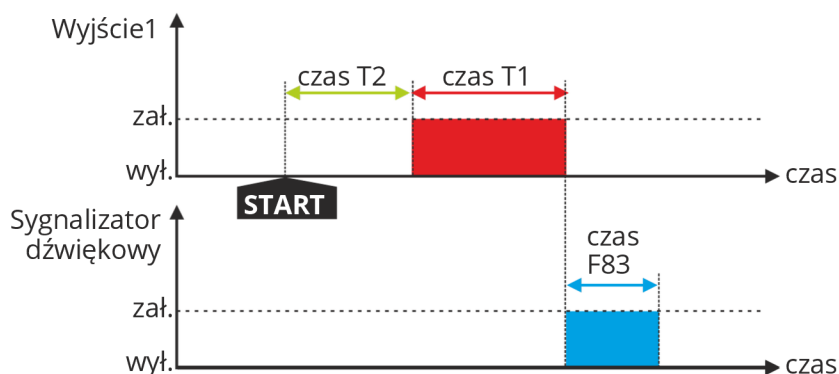 Wyjście1
czas T2
czas T1
zał.
wył.
czas
START
Sygnalizator
dźwiękowy
czas
F83
zał.
wył.
czas